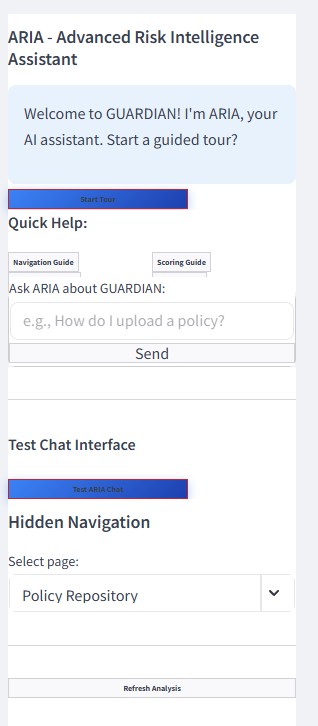 ARIA - Advanced Risk Intelligence
Assistant
Welcome to GUARDIAN! I'm ARIA, your
AI assistant. Start a guided tour?
Start Tour
Quick Help:
Navigation Guide
Scoring Guide
Ask ARIA about GUARDIAN:
e.g., How do I upload a policy?
Send
Test Chat Interface
Test ARIA Chat
Hidden Navigation
Select page:
Policy Repository
Refresh Analysis